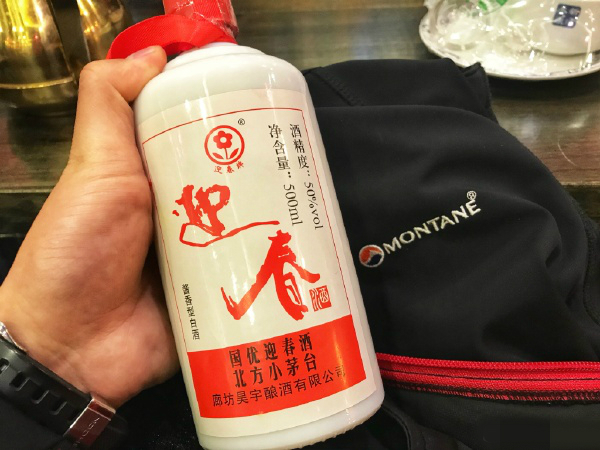 ®
迎春牌
酒精度：50%vol
净含量：500ml
迎春
酒
酱香型白酒
国优迎春酒
北方小茅台
廊坊昊宇酿酒有限公司
MONTANE®